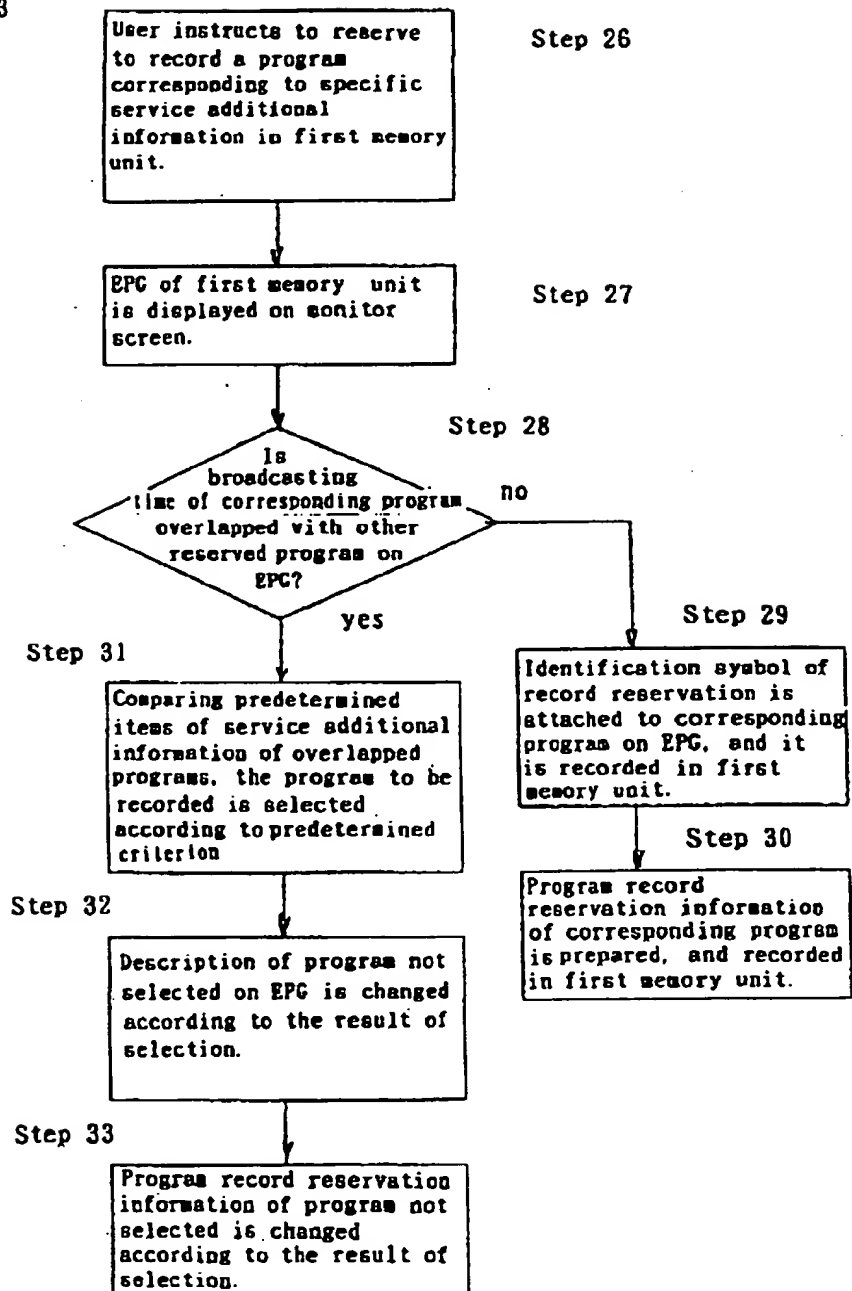 3
User instructs to reserve
to record a program
corresponding to specific
service additional
information in first memory
unit.
Step 26
EPG of first memory unit
is displayed on monitor
screen.
Step 27
Step 28
Is
broadcasting
time of corresponding program
overlapped with other
reserved program on
EPG?
no
yes
Step 29
Identification symbol of
record reservation is
attached to corresponding
program on EPG, and it
is recorded in first
memory unit.
Step 30
Program record
reservation information
of corresponding program
is prepared, and recorded
in first memory unit.
Step 31
Comparing predetermined
items of service additional
information of overlapped
programs, the program to be
recorded is selected
according to predetermined
criterion
Step 32
Description of program not
selected on EPG is changed
according to the result of
selection.
Step 33
Program record reservation
information of program not
selected is changed
according to the result of
selection.